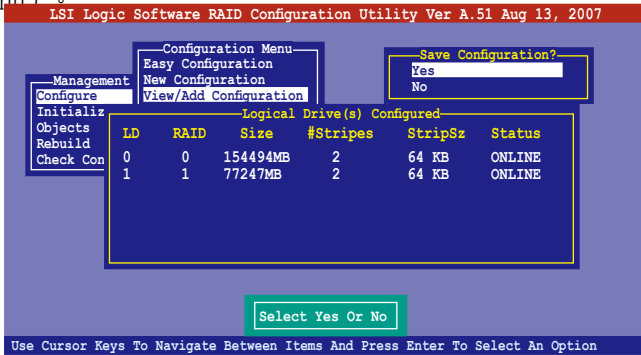 LSI Logic Software RAID Configuration Utility Ver A.51 Aug 13, 2007
Configuration Menu
Easy Configuration
New Configuration
View/Add Configuration
Save Configuration?
Yes
No
Management
Configure
Initializ
Objects
Rebuild
Check Con
Logical Drive(s) Configured
LD RAID Size #Stripes StripSz Status
0 0 154494MB 2 64 KB ONLINE
1 1 77247MB 2 64 KB ONLINE
Select Yes Or No
Use Cursor Keys To Navigate Between Items And Press Enter To Select An Option